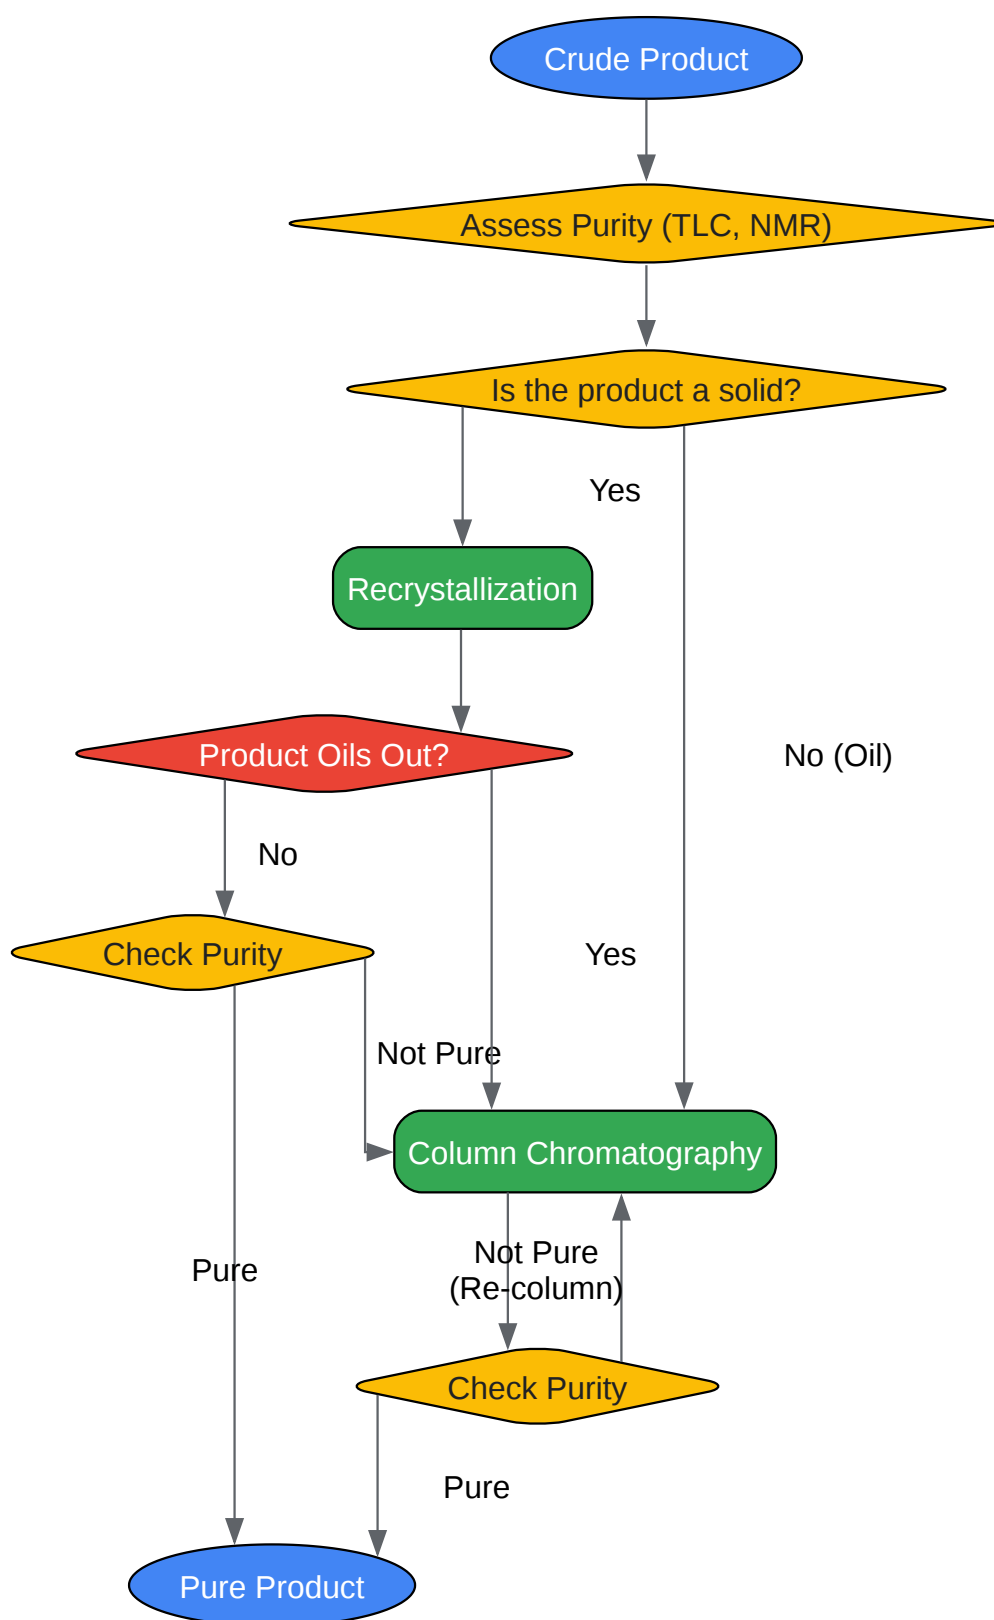 Crude Product
Assess Purity (TLC, NMR)
Is the product a solid?
Yes
Recrystallization
Product Oils Out?
No (Oil)
No
Check Purity
Yes
Not Pure
Column Chromatography
Not Pure
(Re-column)
Pure
Check Purity
Pure
Pure Product